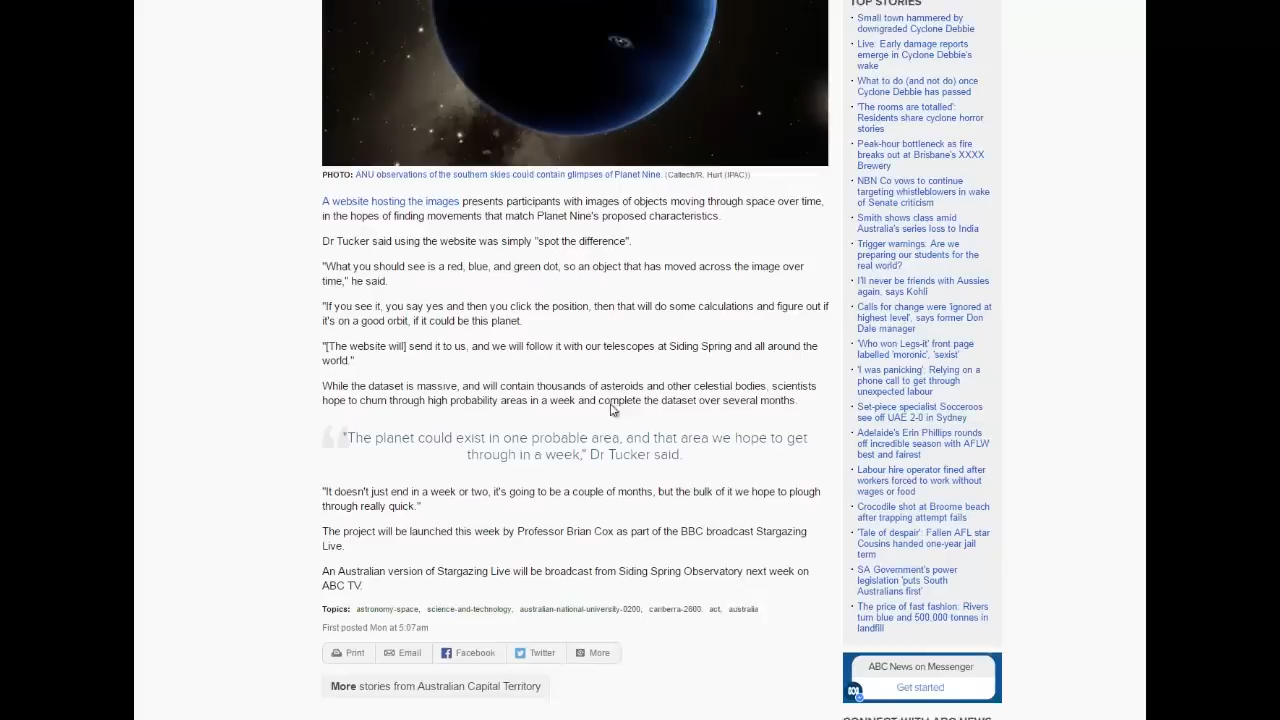 PHOTO: ANU observations of the southern skies could contain glimpses of Planet Nine. (Caltech/R. Hurt (IPAC))
A website hosting the images presents participants with images of objects moving through space over time,
in the hopes of finding movements that match Planet Nine's proposed characteristics.
Dr Tucker said using the website was simply "spot the difference".
"What you should see is a red, blue, and green dot, so an object that has moved across the image over
time," he said.
"If you see it, you say yes and then you click the position, then that will do some calculations and figure out if
it's on a good orbit, if it could be this planet.
"[The website will] send it to us, and we will follow it with our telescopes at Siding Spring and all around the
world."
While the dataset is massive, and will contain thousands of asteroids and other celestial bodies, scientists
hope to churn through high probability areas in a week and complete the dataset over several months.
"The planet could exist in one probable area, and that area we hope to get
through in a week," Dr Tucker said.
"It doesn't just end in a week or two, it's going to be a couple of months, but the bulk of it we hope to plough
through really quick."
The project will be launched this week by Professor Brian Cox as part of the BBC broadcast Stargazing
Live.
An Australian version of Stargazing Live will be broadcast from Siding Spring Observatory next week on
ABC TV.
Topics: astronomy-space, science-and-technology, australian-national-university-0200, canberra-2600, act, australia
First posted Mon at 5:07am
Print Email Facebook Twitter More
More stories from Australian Capital Territory
TOP STORIES
Small town hammered by
downgraded Cyclone Debbie
Live: Early damage reports
emerge in Cyclone Debbie's
wake
What to do (and not do) once
Cyclone Debbie has passed
'The rooms are totalled':
Residents share cyclone horror
stories
Peak-hour bottleneck as fire
breaks out at Brisbane's XXXX
Brewery
NBN Co vows to continue
targeting whistleblowers in wake
of Senate criticism
Smith shows class amid
Australia's series loss to India
Trigger warnings: Are we
preparing our students for the
real world?
I'll never be friends with Aussies
again, says Kohli
Calls for change were 'ignored at
highest level', says former Don
Dale manager
'Who won Legs-it' front page
labelled 'moronic', 'sexist'
'I was panicking': Relying on a
phone call to get through
unexpected labour
Set-piece specialist Socceroos
see off UAE 2-0 in Sydney
Adelaide's Erin Phillips rounds
off incredible season with AFLW
best and fairest
Labour hire operator fined after
workers forced to work without
wages or food
Crocodile shot at Broome beach
after trapping attempt fails
'Tale of despair': Fallen AFL star
Cousins handed one-year jail
term
SA Government's power
legislation 'puts South
Australians first'
The price of fast fashion: Rivers
turn blue and 500,000 tonnes in
landfill
ABC News on Messenger
Get started
CONNECT WITH ABC NEWS